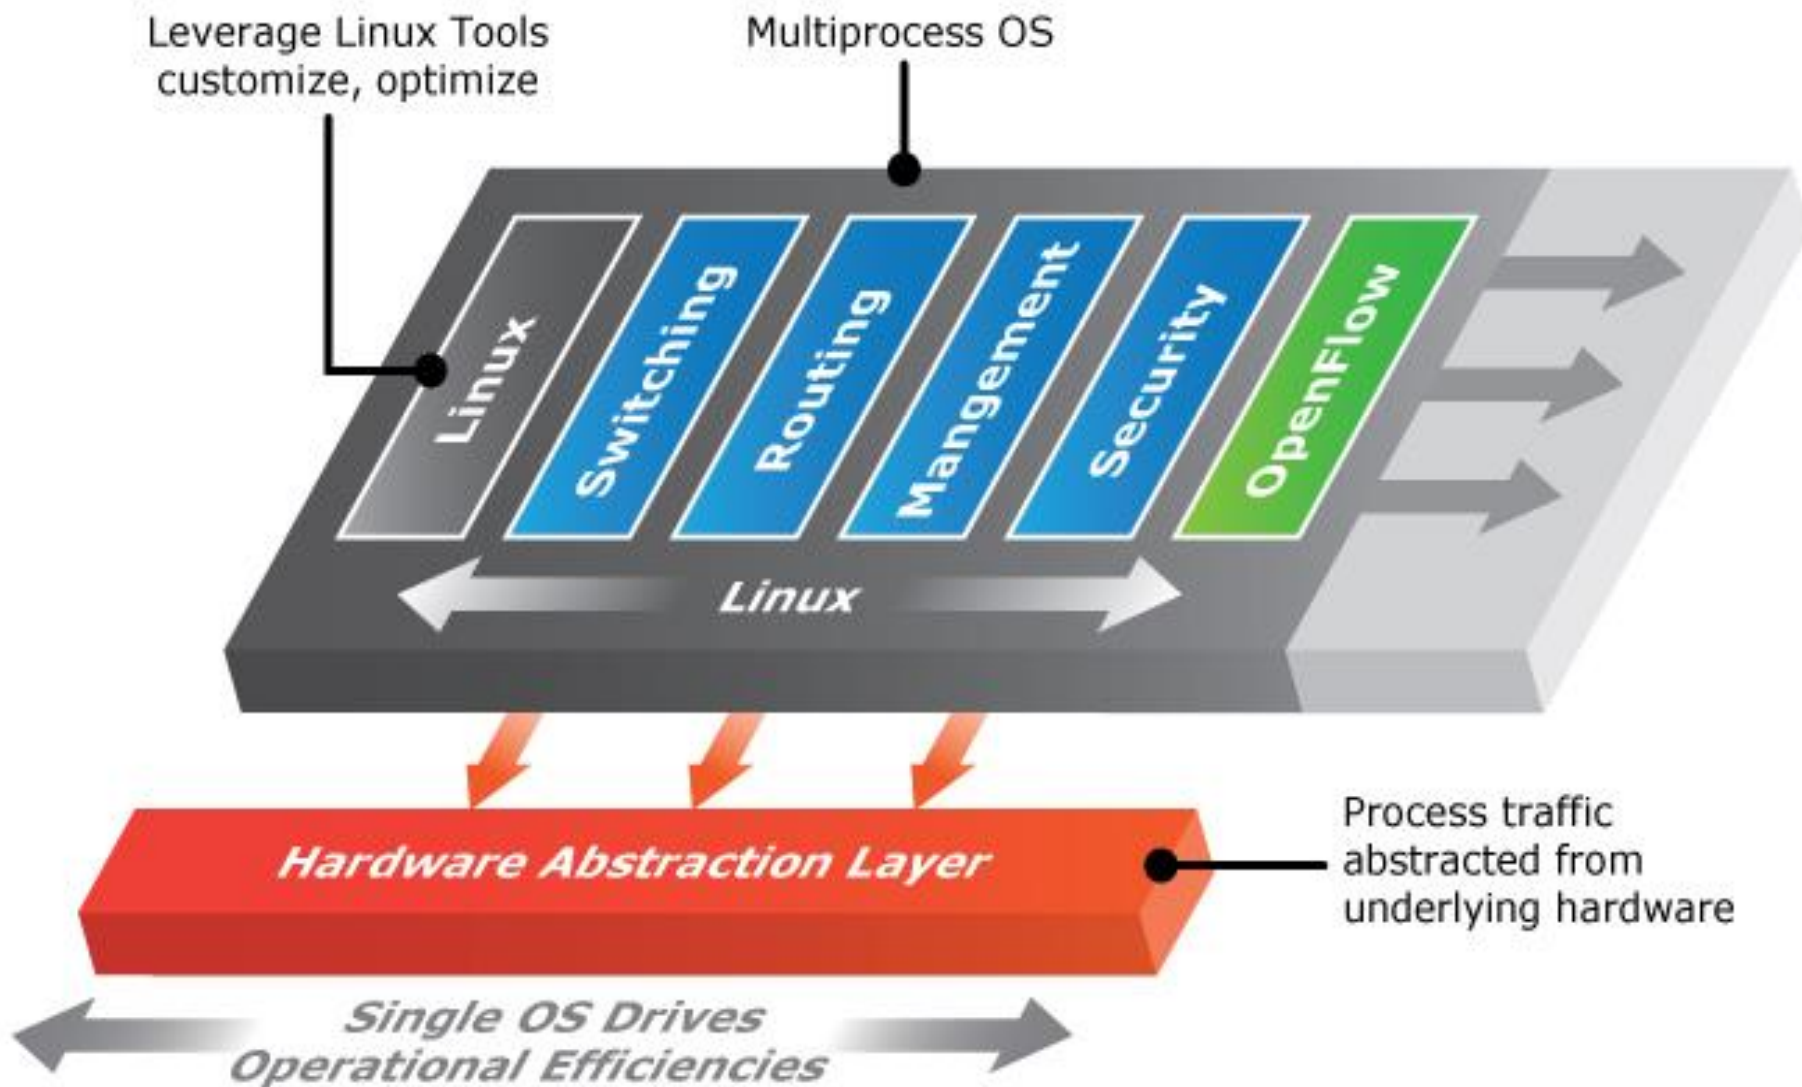 Leverage Linux Tools
customize, optimize
Multiprocess OS
Linux
Switching
Routing
Mangement
Security
OpenFlow
Linux
Hardware Abstraction Layer
Process traffic
abstracted from
underlying hardware
Single OS Drives
Operational Efficiencies